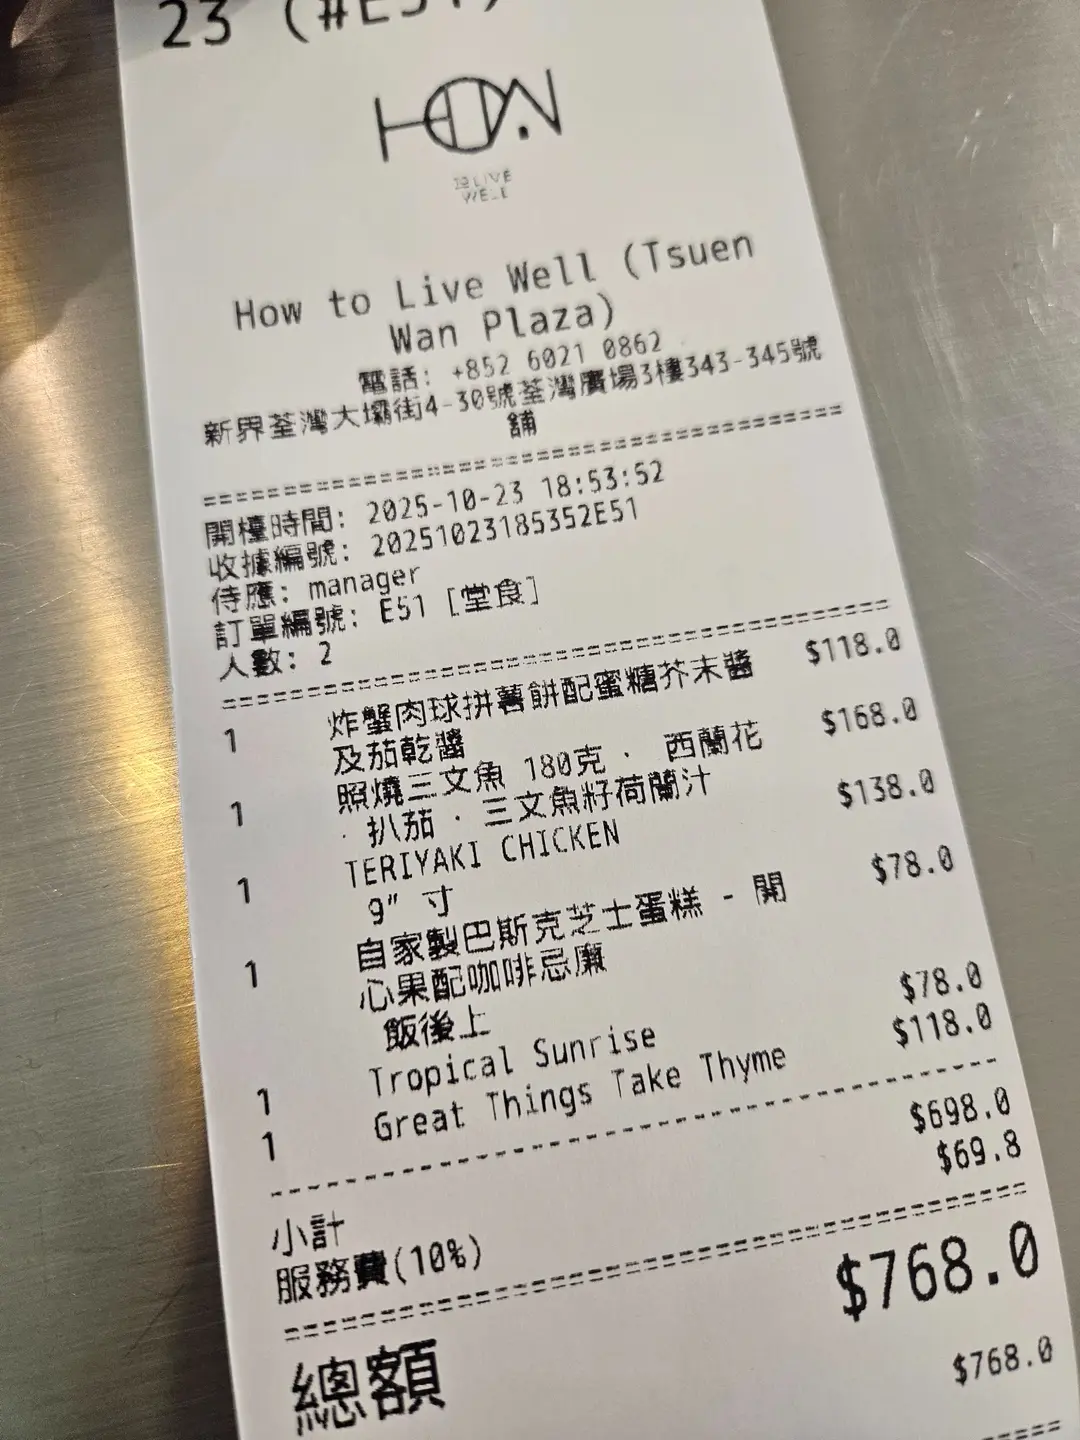 23 (#E51)
HOW
LIVE
WELL
How to Live Well (Tsuen
Wan Plaza)
電話: +852 6021 0862
新界荃灣大壩街4-30號荃灣廣場3樓343-345號
舖
開檯時間: 2025-10-23 18:53:52
收據編號: 20251023185352E51
侍應: manager
訂單編號: E51 [堂食]
人數: 2
1 炸蟹肉球拼薯餅配蜜糖芥末醬 $118.0
及茄乾醬
1 照燒三文魚 180克 · 西蘭花 $168.0
· 扒茄 · 三文魚籽荷蘭汁
1 TERIYAKI CHICKEN $138.0
9" 寸
1 自家製巴斯克芝士蛋糕 - 開 $78.0
心果配咖啡忌廉
飯後上
1 Tropical Sunrise $78.0
1 Great Things Take Thyme $118.0
小計 $698.0
服務費(10%) $69.8
總額 $768.0
$768.0